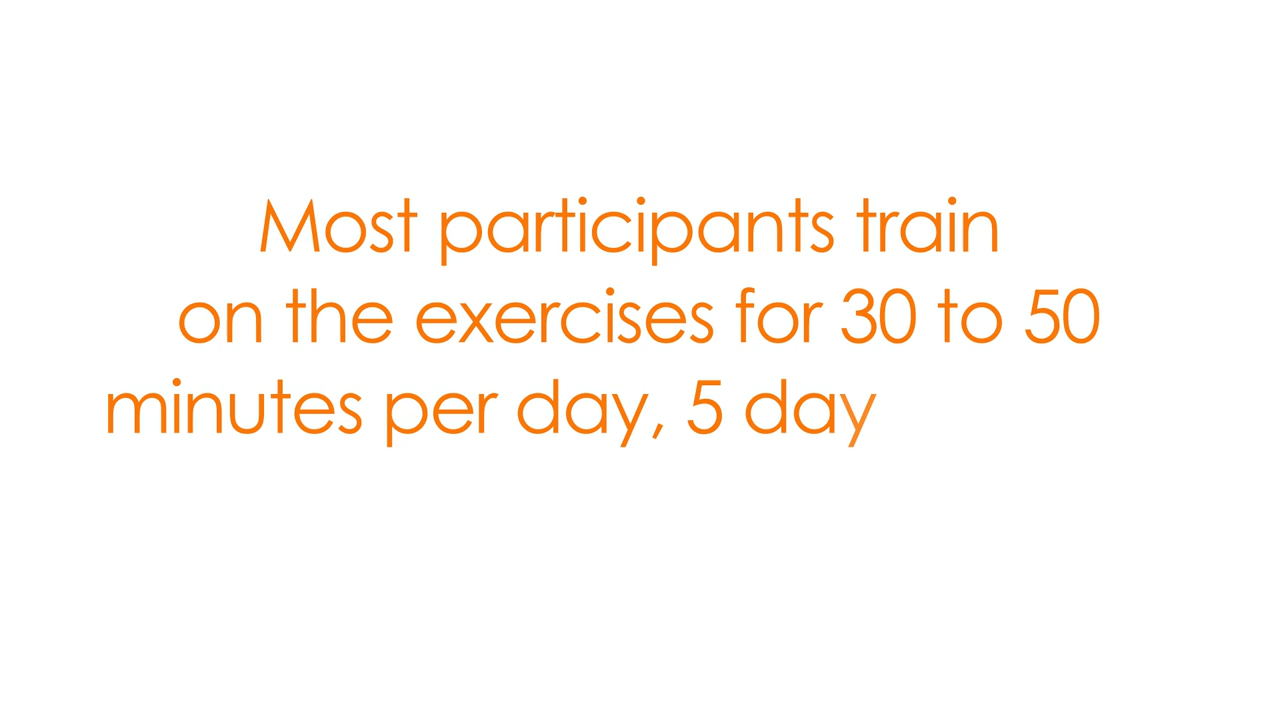 Most participants train
on the exercises for 30 to 50
minutes per day, 5 day